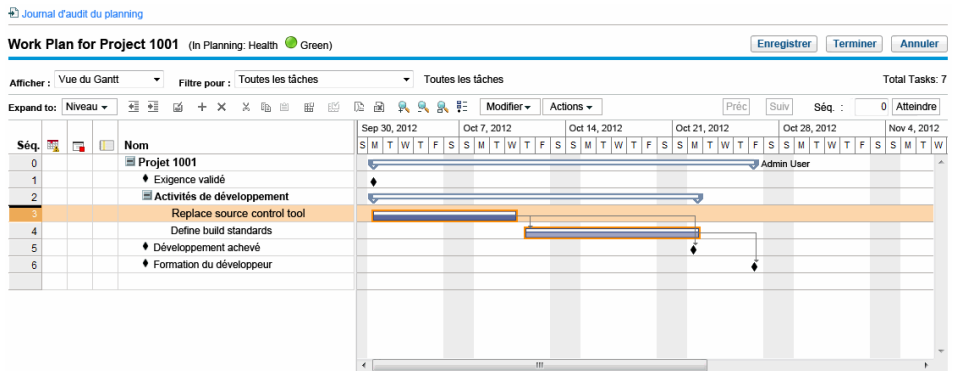 Journal d'audit du planning
Work Plan for Project 1001 (In Planning: Health Green) Enregistrer Terminer Annuler
Afficher : Vue du Gantt Filtre pour : Toutes les tâches Toutes les tâches Total Tasks: 7
Expand to: Niveau Modifier Actions Préc Suiv Séq. : 0 Atteindre
Sep 30, 2012 Oct 7, 2012 Oct 14, 2012 Oct 21, 2012 Oct 28, 2012 Nov 4, 2012
Séq. Nom S M T W T F S S M T W T F S S M T W T F S S M T W T F S S M T W T F S S M T W
0 Projet 1001 Admin User
1 Exigence validé
2 Activités de développement
3 Replace source control tool
4 Define build standards
5 Développement achevé
6 Formation du développeur